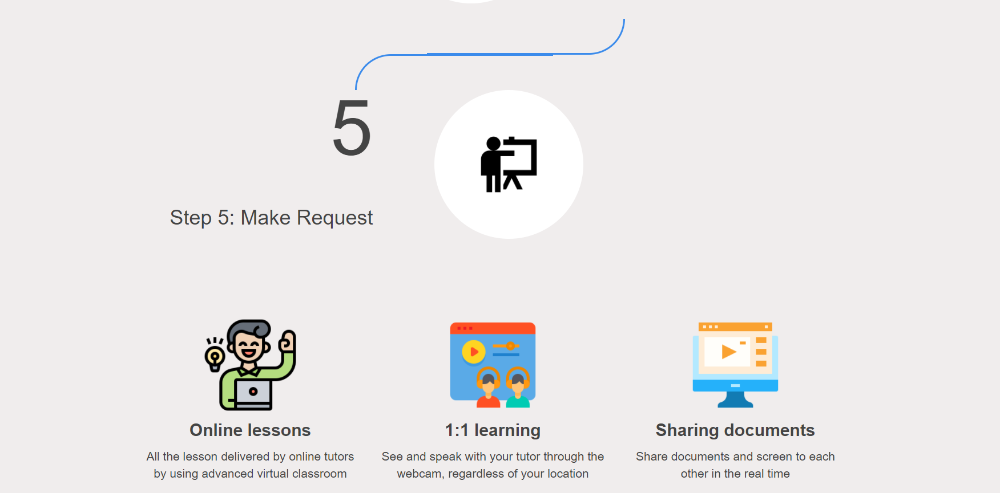 5
Step 5: Make Request
Online lessons
All the lesson delivered by online tutors
by using advanced virtual classroom
1:1 learning
See and speak with your tutor through the
webcam, regardless of your location
Sharing documents
Share documents and screen to each
other in the real time